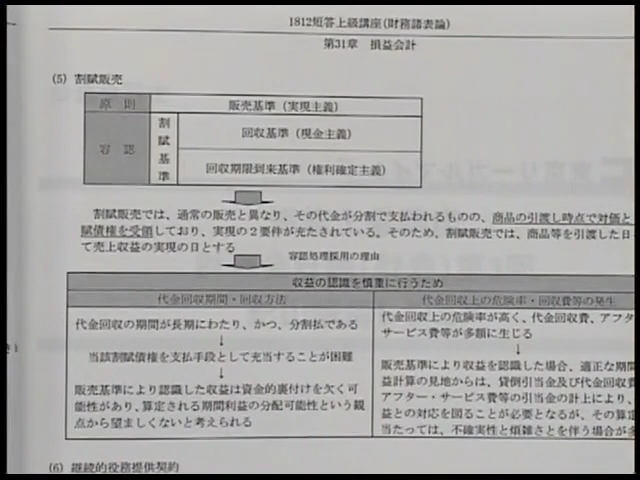 1812短答上級講座(財務諸表論)
第31章 損益会計
(5) 割賦販売
原則 販売基準(実現主義)
容認 割賦基準 回収基準(現金主義)
回収期限到来基準(権利確定主義)
割賦販売では、通常の販売と異なり、その代金が分割で支払われるものの、商品の引渡し時点で対価と
賦債権を受領しており、実現の2要件が充たされている。そのため、割賦販売では、商品等を引渡した日
て売上収益の実現の日とする
容認処理採用の理由
収益の認識を慎重に行うため
代金回収期間・回収方法
代金回収の期間が長期にわたり、かつ、分割払である
↓
当該割賦債権を支払手段として充当することが困難
↓
販売基準により認識した収益は資金的裏付けを欠く可
能性があり、算定される期間利益の分配可能性という観
点から望ましくないと考えられる
代金回収上の危険率・回収費等の発生
代金回収上の危険率が高く、代金回収費、アフタ
サービス費等が多額に生じる
↓
販売基準により収益を認識した場合、適正な期間
益計算の見地からは、貸倒引当金及び代金回収費
アフター・サービス費等の引当金の計上により、
益との対応を図ることが必要となるが、その算定
当たっては、不確実性と煩雑さとを伴う場合が多
(6) 継続的役務提供契約